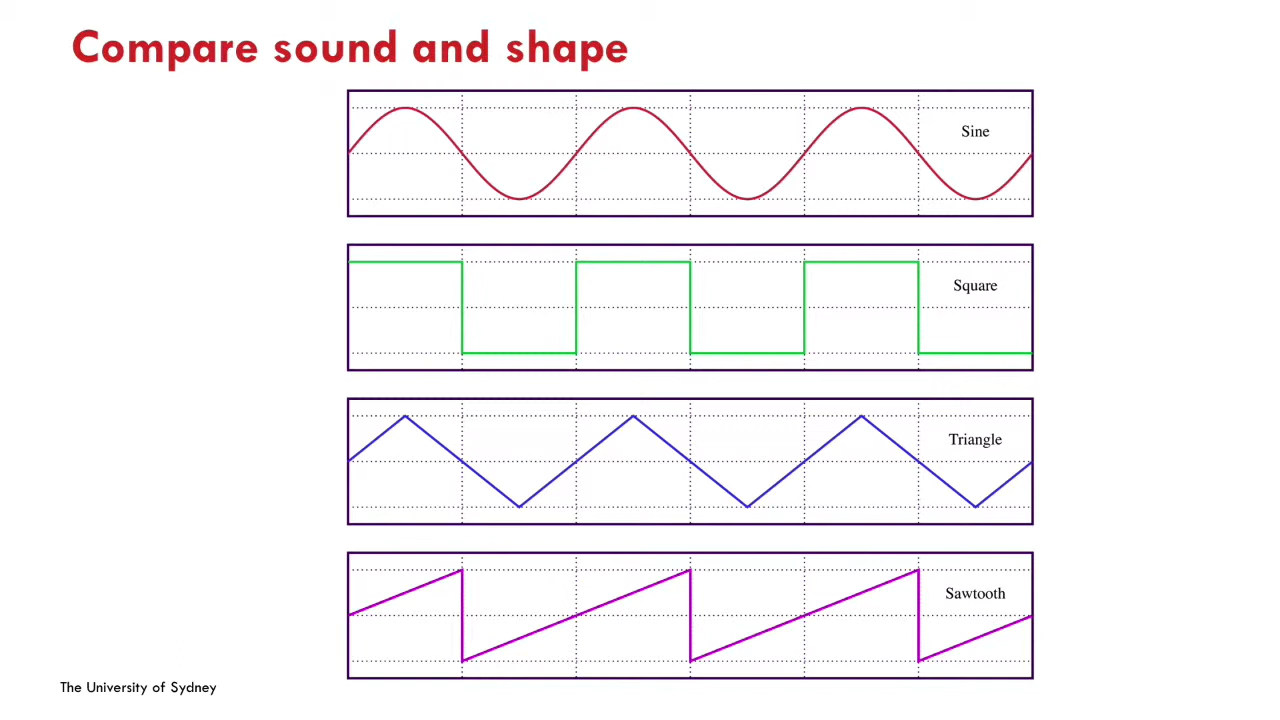 Compare sound and shape
Sine
Square
Triangle
Sawtooth
The University of Sydney